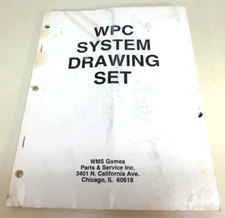 WPC
SYSTEM
DRAWING
SET
WMS Games
Parts & Service Inc.
3401 N. California Ave.
Chicago, IL 60618